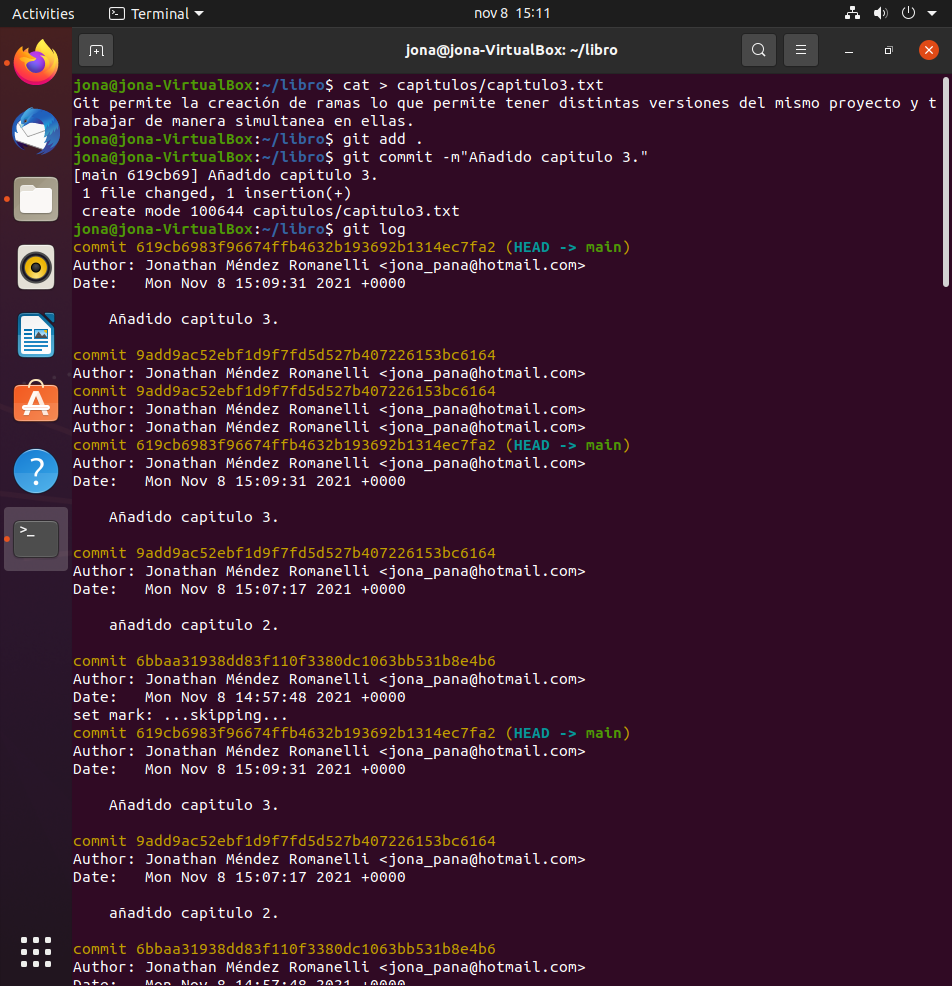 Activities
Terminal
nov 8 15:11
jona@jona-VirtualBox: ~/libro
jona@jona-VirtualBox:~/libro$ cat > capitulos/capitulo3.txt
Git permite la creación de ramas lo que permite tener distintas versiones del mismo proyecto y t
rabajar de manera simultanea en ellas.
jona@jona-VirtualBox:~/libro$ git add .
jona@jona-VirtualBox:~/libro$ git commit -m"Añadido capitulo 3."
[main 619cb69] Añadido capitulo 3.
 1 file changed, 1 insertion(+)
 create mode 100644 capitulos/capitulo3.txt
jona@jona-VirtualBox:~/libro$ git log
commit 619cb6983f96674ffb4632b193692b1314ec7fa2 (HEAD -> main)
Author: Jonathan Méndez Romanelli <jona_pana@hotmail.com>
Date:   Mon Nov 8 15:09:31 2021 +0000
    Añadido capitulo 3.
commit 9add9ac52ebf1d9f7fd5d527b407226153bc6164
Author: Jonathan Méndez Romanelli <jona_pana@hotmail.com>
commit 9add9ac52ebf1d9f7fd5d527b407226153bc6164
Author: Jonathan Méndez Romanelli <jona_pana@hotmail.com>
Author: Jonathan Méndez Romanelli <jona_pana@hotmail.com>
commit 619cb6983f96674ffb4632b193692b1314ec7fa2 (HEAD -> main)
Author: Jonathan Méndez Romanelli <jona_pana@hotmail.com>
Date:   Mon Nov 8 15:09:31 2021 +0000
    Añadido capitulo 3.
commit 9add9ac52ebf1d9f7fd5d527b407226153bc6164
Author: Jonathan Méndez Romanelli <jona_pana@hotmail.com>
Date:   Mon Nov 8 15:07:17 2021 +0000
    añadido capitulo 2.
commit 6bbaa31938dd83f110f3380dc1063bb531b8e4b6
Author: Jonathan Méndez Romanelli <jona_pana@hotmail.com>
Date:   Mon Nov 8 14:57:48 2021 +0000
set mark: ...skipping...
commit 619cb6983f96674ffb4632b193692b1314ec7fa2 (HEAD -> main)
Author: Jonathan Méndez Romanelli <jona_pana@hotmail.com>
Date:   Mon Nov 8 15:09:31 2021 +0000
    Añadido capitulo 3.
commit 9add9ac52ebf1d9f7fd5d527b407226153bc6164
Author: Jonathan Méndez Romanelli <jona_pana@hotmail.com>
Date:   Mon Nov 8 15:07:17 2021 +0000
    añadido capitulo 2.
commit 6bbaa31938dd83f110f3380dc1063bb531b8e4b6
Author: Jonathan Méndez Romanelli <jona_pana@hotmail.com>
Date:   Mon Nov 8 14:57:48 2021 +0000